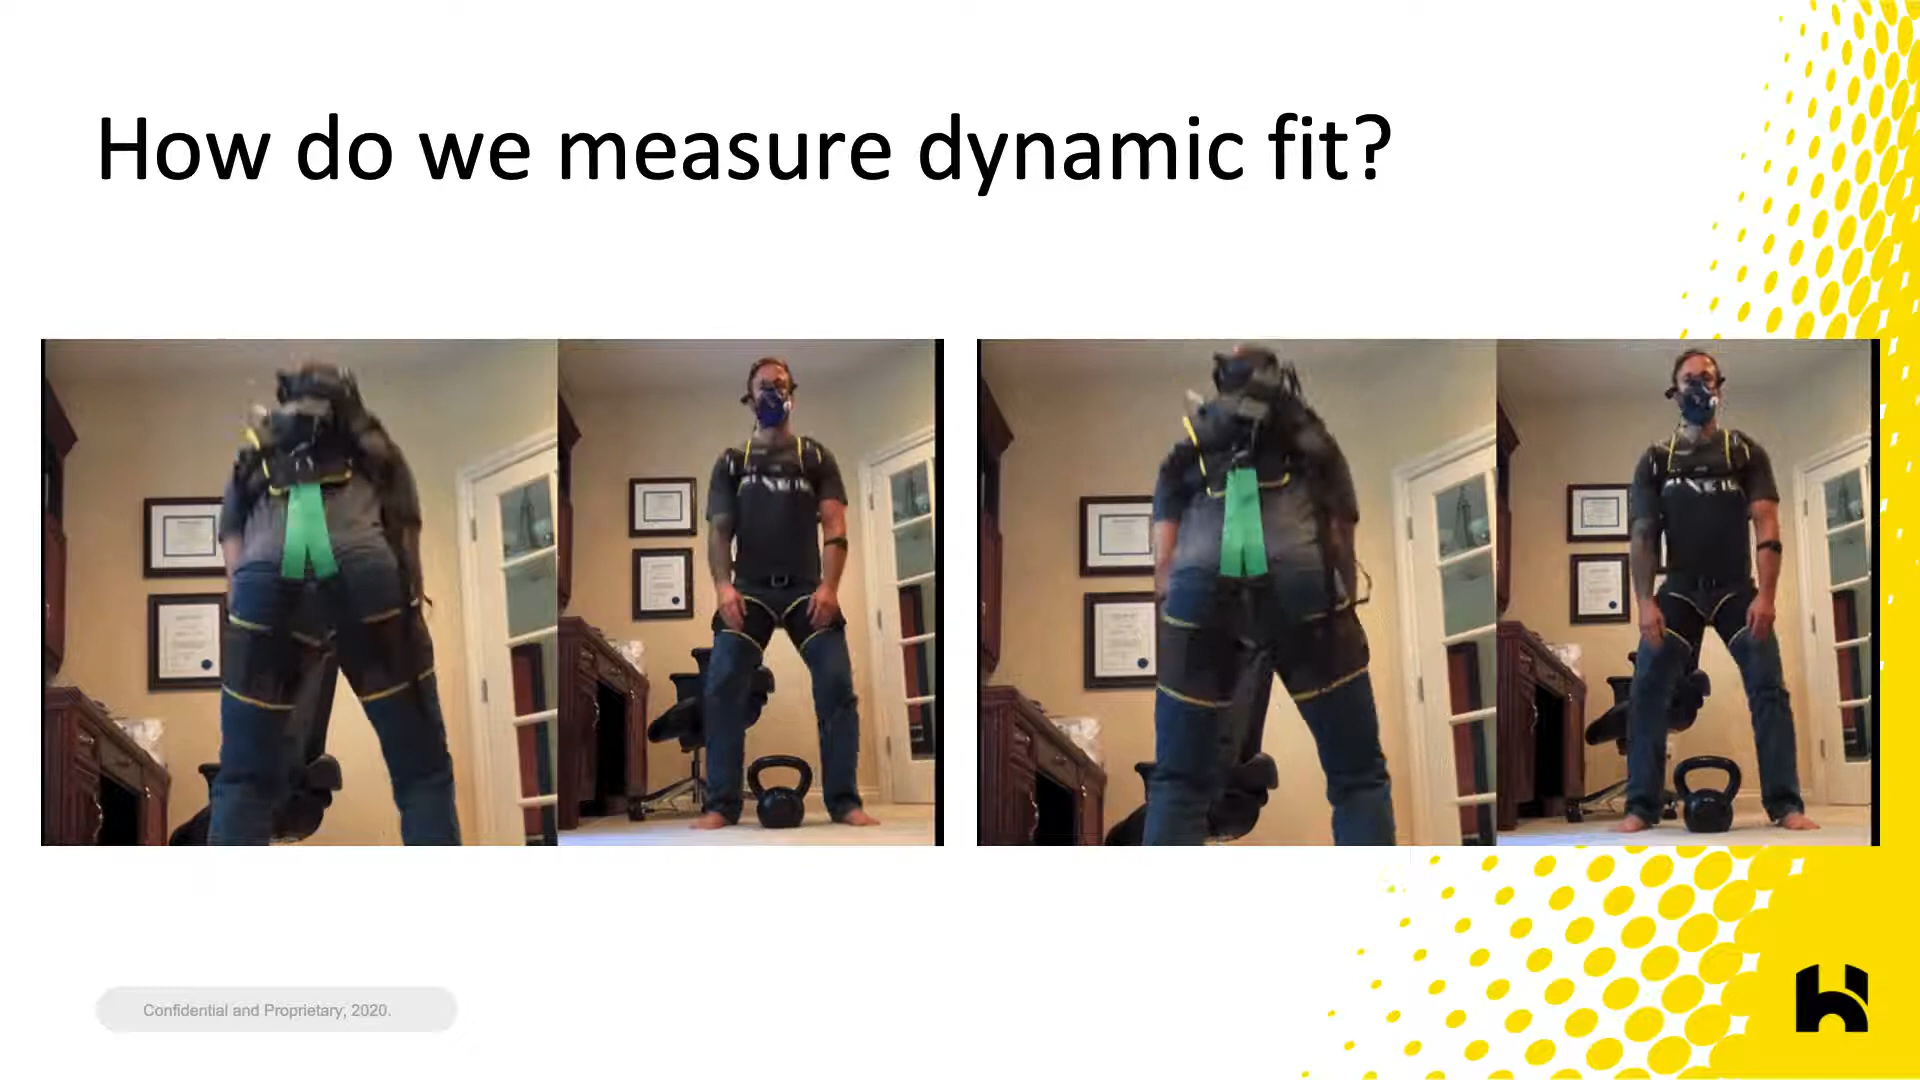 How do we measure dynamic fit?
Confidential and Proprietary, 2020.